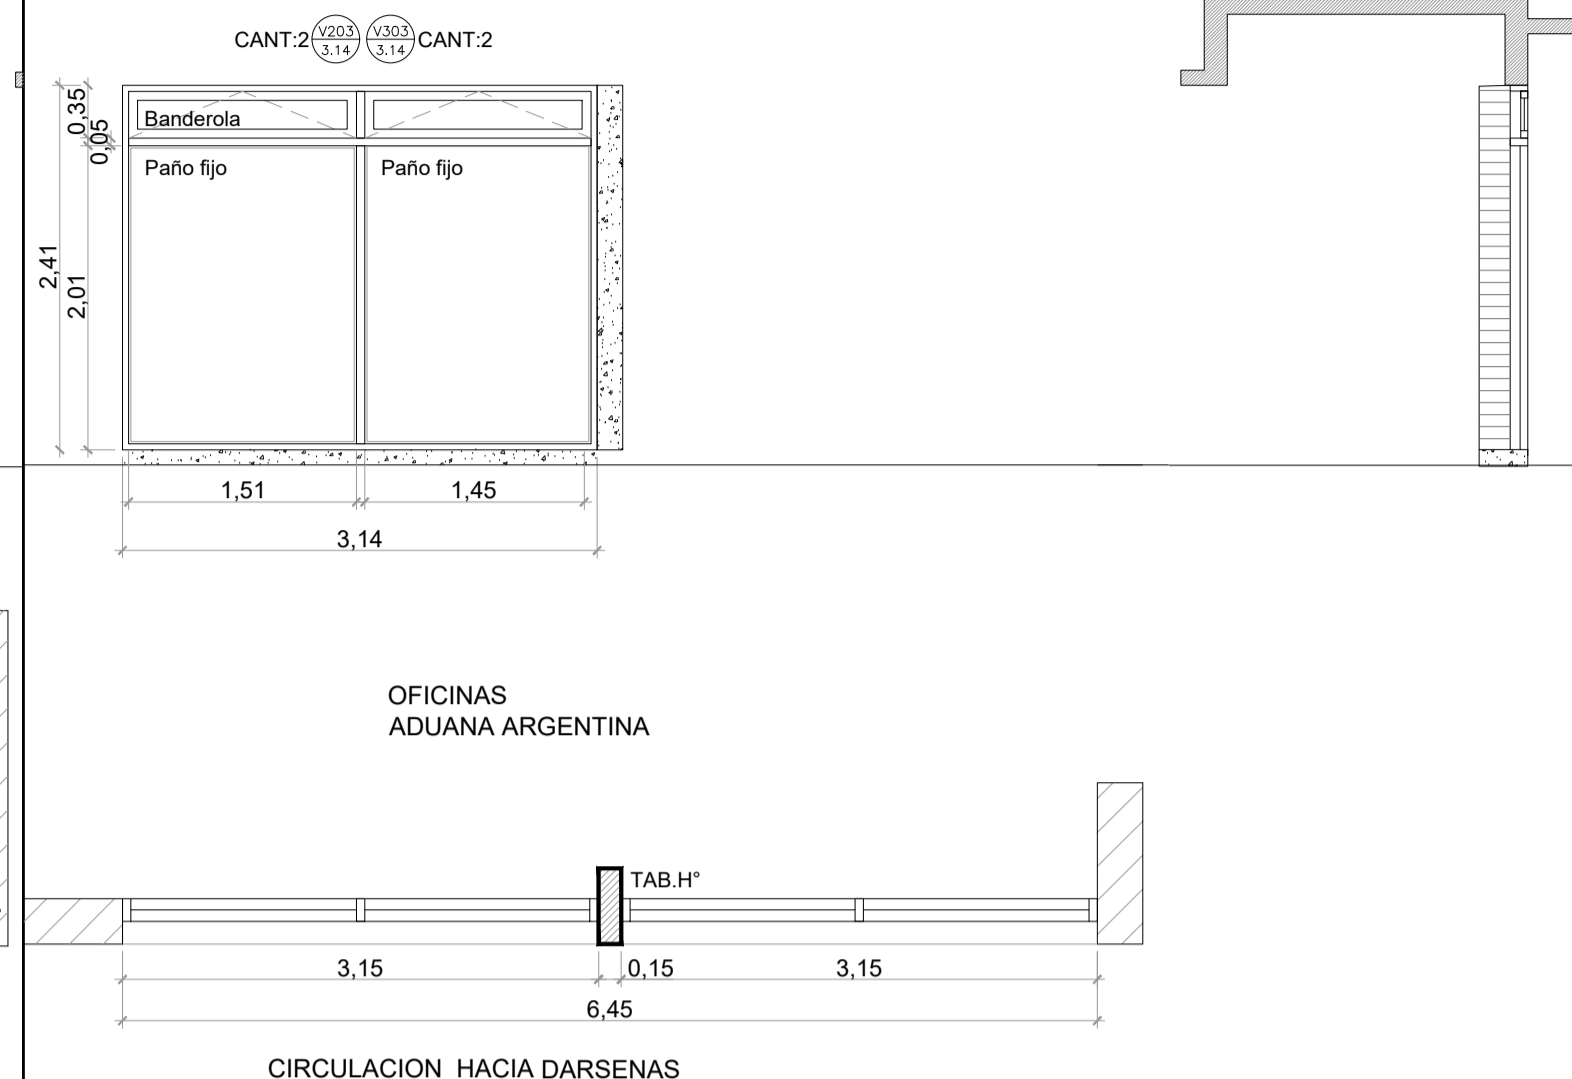 CANT:2 V203 V303 CANT:2
3.14 3.14
0,35
Banderola
0,05
Paño fijo Paño fijo
2,41
2,01
1,51 1,45
3,14
OFICINAS
ADUANA ARGENTINA
TAB.H°
3,15 0,15 3,15
6,45
CIRCULACION HACIA DARSENAS